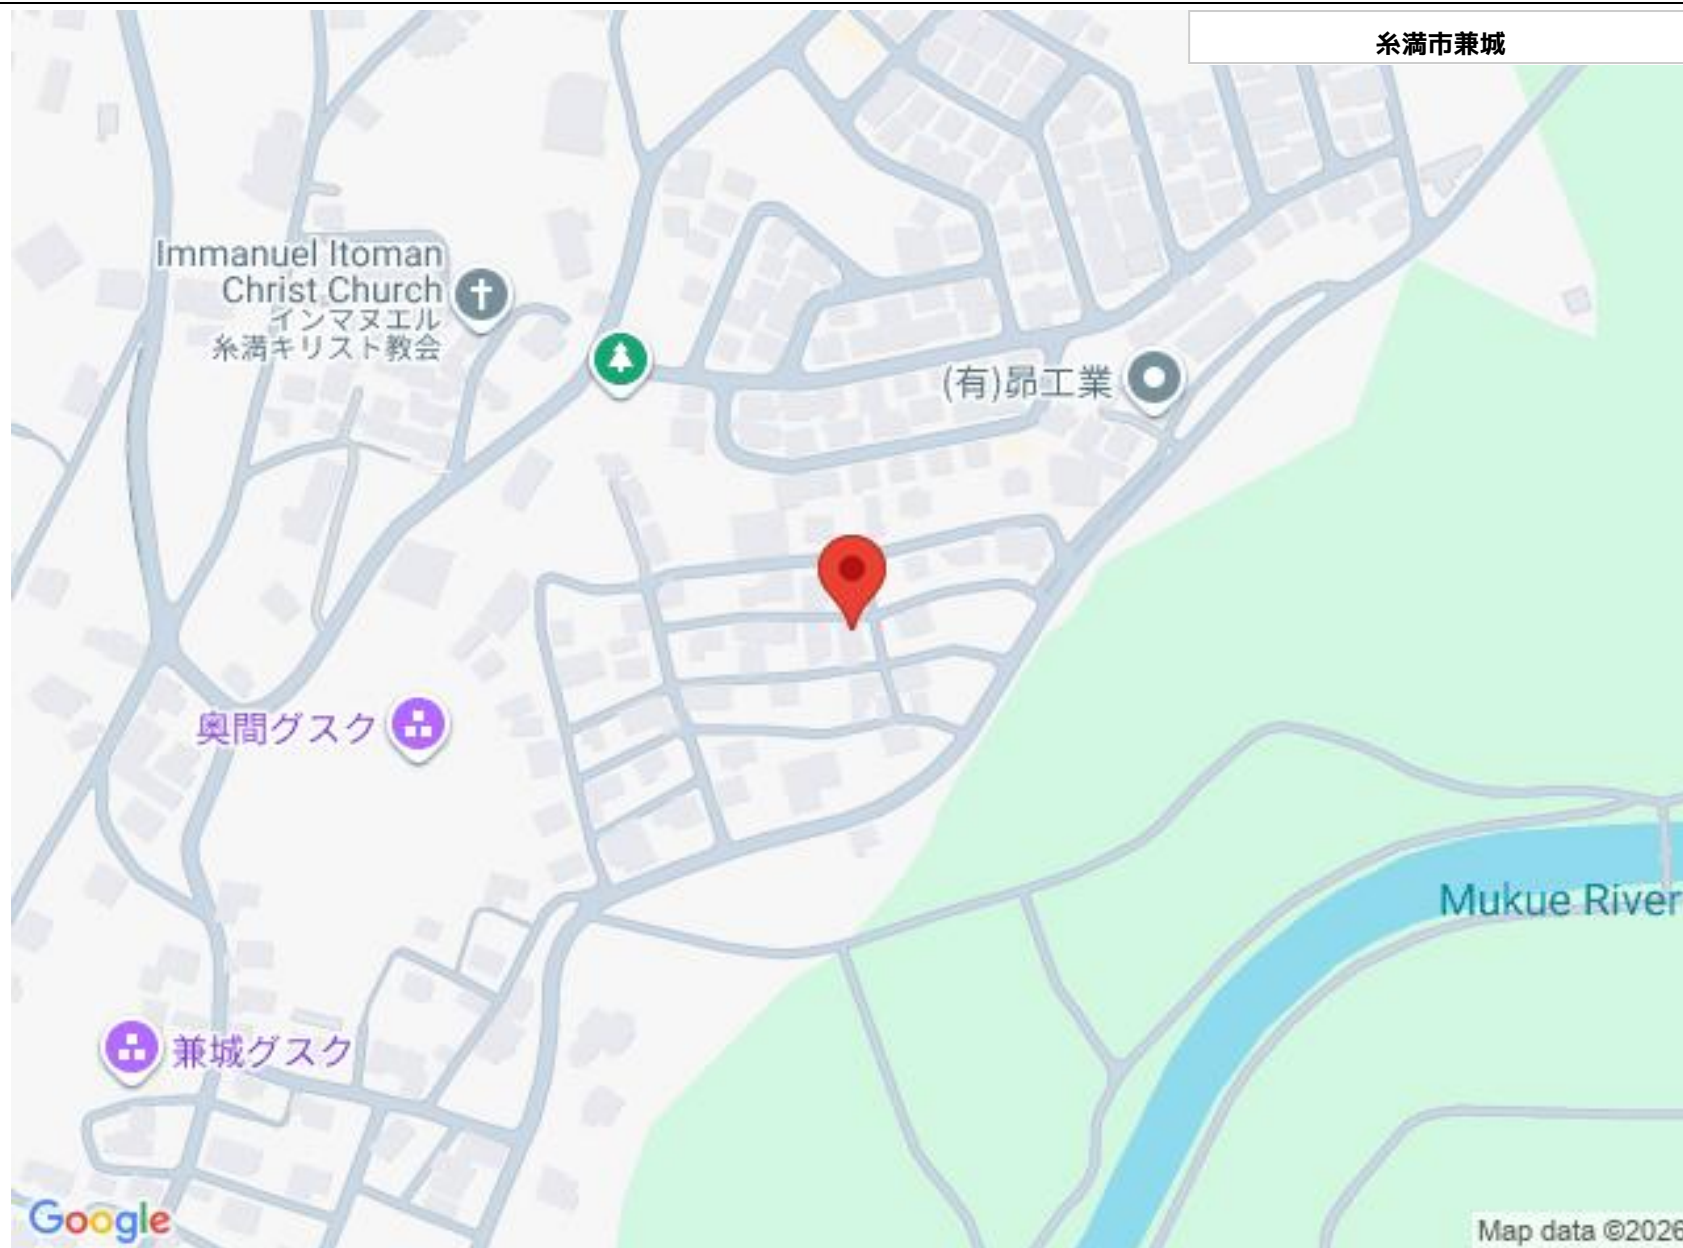 糸満市兼城
Immanuel Itoman
Christ Church
インマヌエル
糸満キリスト教会
(有)昴工業
奥間グスク
Mukue River
兼城グスク
Google
Map data ©2026